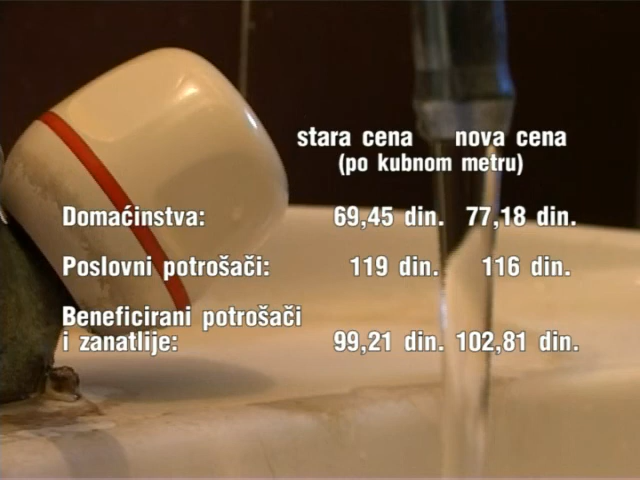 stara cena nova cena
(po kubnom metru)
Domaćinstva: 69,45 din. 77,18 din.
Poslovni potrošači: 119 din. 116 din.
Beneficirani potrošači
i zanatlije: 99,21 din. 102,81 din.